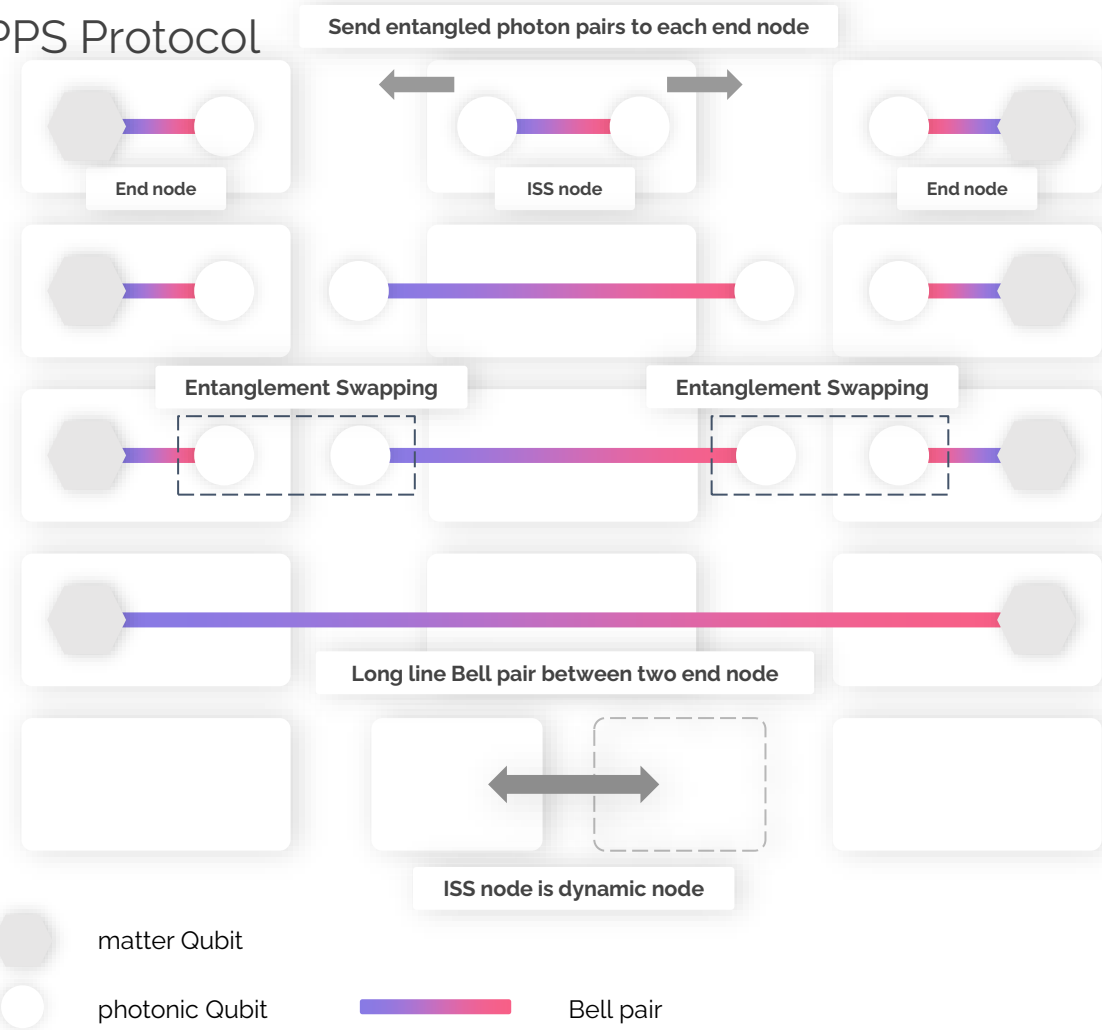 PPS Protocol
Send entangled photon pairs to each end node
End node
ISS node
End node
Entanglement Swapping
Entanglement Swapping
Long line Bell pair between two end node
ISS node is dynamic node
matter Qubit
photonic Qubit
Bell pair